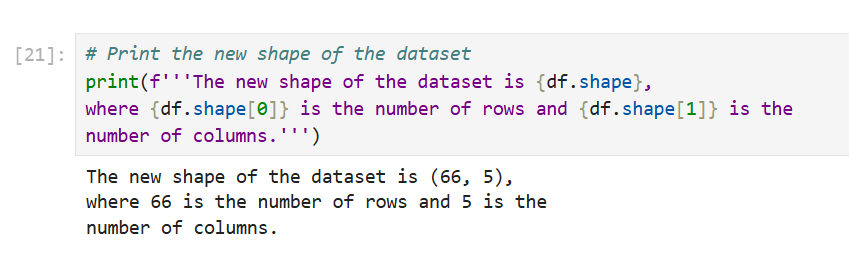 [21]: # Print the new shape of the dataset
print(f'''The new shape of the dataset is {df.shape},
where {df.shape[0]} is the number of rows and {df.shape[1]} is the
number of columns.''')
The new shape of the dataset is (66, 5),
where 66 is the number of rows and 5 is the
number of columns.